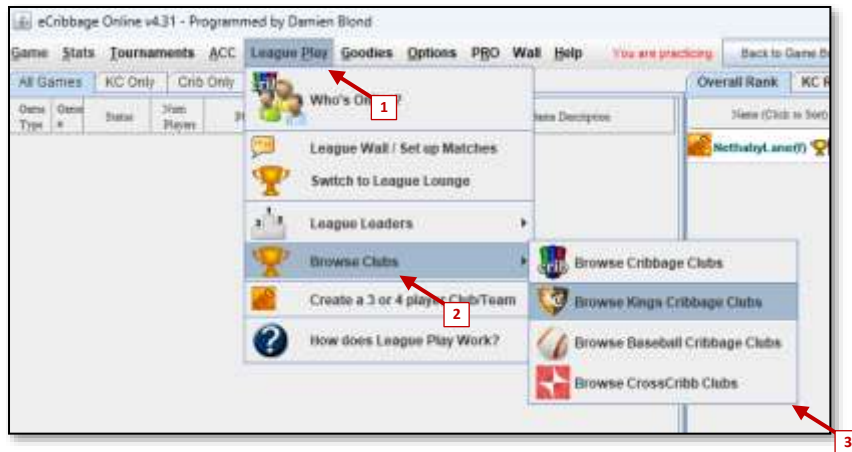 eCribbage Online v4.31 - Programmed by Damien Blond
Game Stats Tournaments ACC League Play Goodies Options PRO Wall Help You are practicing Back to Game
All Games KC Only Crib Only Overall Rank KC
Game Type Game # Status Num Players Game Description Name (Click to Sort)
Who's On
1
NethabyLane(f)
League Wall / Set up Matches
Switch to League Lounge
League Leaders
Browse Clubs
Browse Cribbage Clubs
Create a 3 or 4 player Club/Team
2
Browse Kings Cribbage Clubs
How does League Play Work?
Browse Baseball Cribbage Clubs
Browse CrossCribb Clubs
3